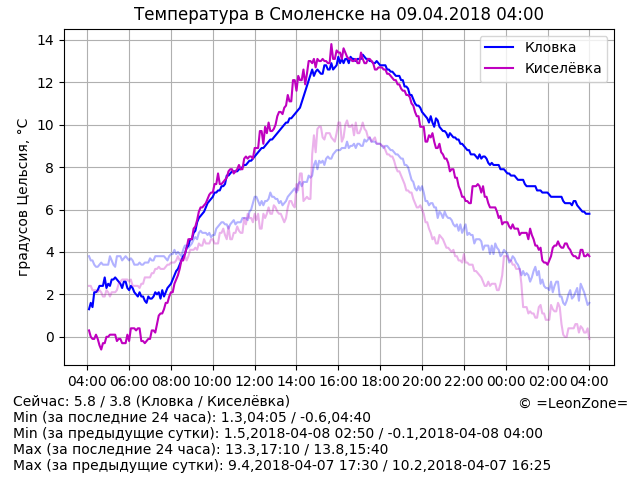 Температура в Смоленске на 09.04.2018 04:00
градусов Цельсия, °C
14
12
10
8
6
4
2
0
Кловка
Киселёвка
04:00 06:00 08:00 10:00 12:00 14:00 16:00 18:00 20:00 22:00 00:00 02:00 04:00
Сейчас: 5.8 / 3.8 (Кловка / Киселёвка)
© =LeonZone=
Min (за последние 24 часа): 1.3,04:05 / -0.6,04:40
Min (за предыдущие сутки): 1.5,2018-04-08 02:50 / -0.1,2018-04-08 04:00
Max (за последние 24 часа): 13.3,17:10 / 13.8,15:40
Max (за предыдущие сутки): 9.4,2018-04-07 17:30 / 10.2,2018-04-07 16:25